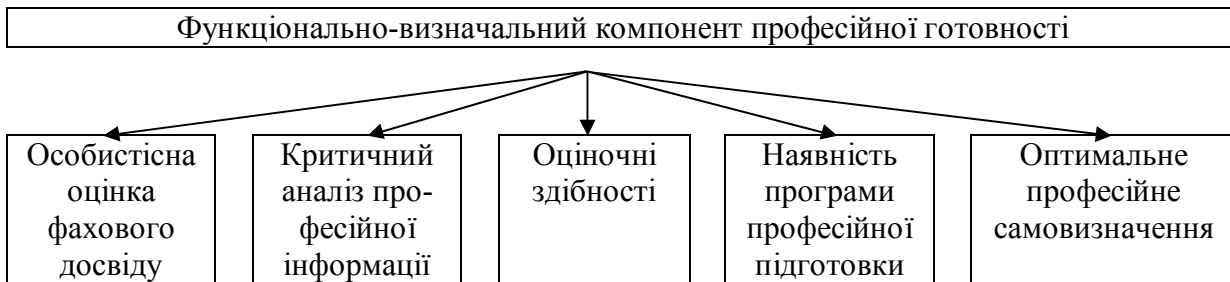 Функціонально-визначальний компонент професійної готовності
Особистісна
оцінка
фахового
досвіду
Критичний
аналіз про-
фесійної
інформації
Оціночні
здібності
Наявність
програми
професійної
підготовки
Оптимальне
професійне
самовизначення